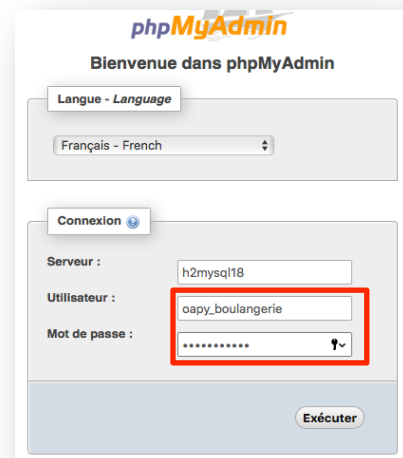 phpMyAdmin
Bienvenue dans phpMyAdmin
Langue - Language
Français - French
Connexion
Serveur :
h2mysql18
Utilisateur :
oapy_boulangerie
Mot de passe :
•••••••••••
Exécuter